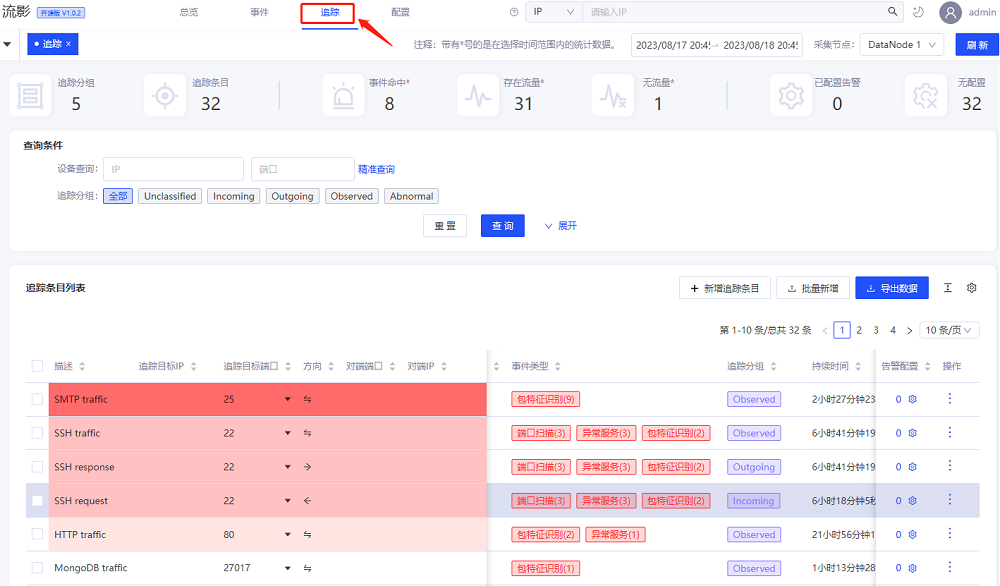 流影 开源版 V1.0.2 总览 事件 追踪 配置 IP 请输入IP admin
追踪 × 注释: 带有*号的是在选择时间范围内的统计数据。 2023/08/17 20:45 2023/08/18 20:45 采集节点: DataNode 1 刷 新
追踪分组 追踪条目 事件命中* 存在流量* 无流量* 已配置告警 无配置
5 32 8 31 1 0 32
查询条件
设备查询: IP 端口 精准查询
追踪分组: 全部 Unclassified Incoming Outgoing Observed Abnormal
重 置 查 询 展开
追踪条目列表 + 新增追踪条目 批量新增 导出数据
第 1-10 条/总共 32 条 < 1 2 3 4 > 10 条/页
描述 追踪目标IP 追踪目标端口 方向 对端端口 对端IP 事件类型 追踪分组 持续时间 告警配置 操作
SMTP traffic 25 ⇋ 包特征识别(9) Observed 2小时27分钟23 0
SSH traffic 22 ⇋ 端口扫描(3) 异常服务(3) 包特征识别(2) Observed 6小时41分钟19 0
SSH response 22 → 端口扫描(3) 异常服务(3) 包特征识别(2) Outgoing 6小时41分钟19 0
SSH request 22 ← 端口扫描(3) 异常服务(3) 包特征识别(2) Incoming 6小时18分钟5秒 0
HTTP traffic 80 ⇋ 包特征识别(2) 异常服务(1) Observed 21小时56分钟1 0
MongoDB traffic 27017 ⇋ 包特征识别(1) Observed 1小时13分钟28 0